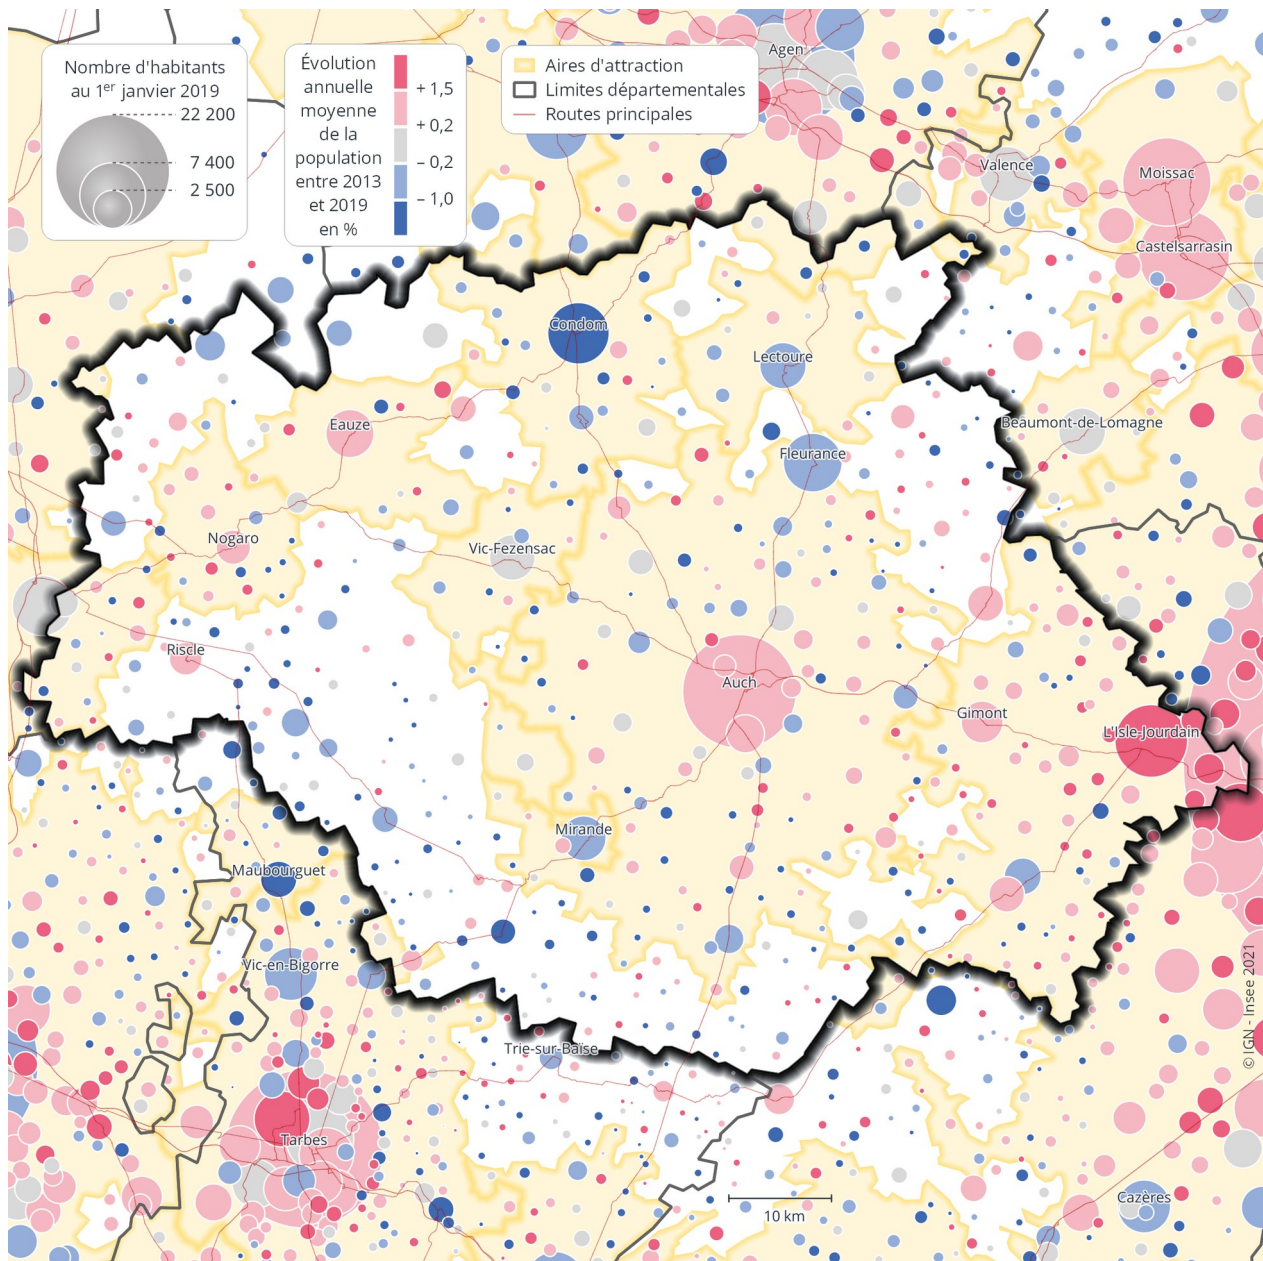 Nombre d'habitants
au 1er janvier 2019
22 200
7 400
2 500
Évolution
annuelle
moyenne
de la
population
entre 2013
et 2019
en %
+ 1,5
+ 0,2
– 0,2
– 1,0
Aires d'attraction
Limites départementales
Routes principales
Agen
Valence
Moissac
Castelsarrasin
Condom
Lectoure
Eauze
Beaumont-de-Lomagne
Fleurance
Nogaro
Vic-Fezensac
Riscle
Auch
Gimont
L'Isle-Jourdain
Mirande
Maubourguet
Vic-en-Bigorre
Trie-sur-Baïse
Tarbes
Cazères
10 km
© IGN - Insee 2021